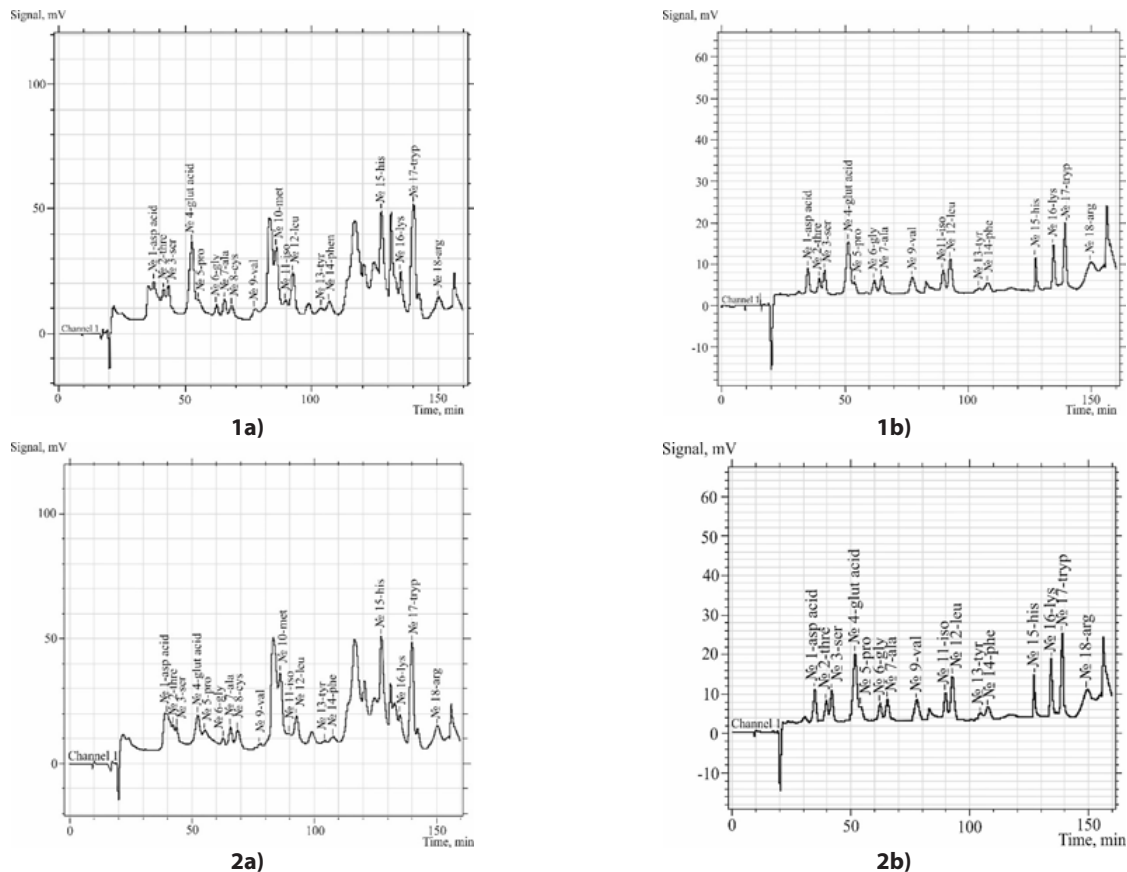 Signal, mV
100
50
0
Channel 1
№ 1-asp acid
№ 2-thre
№ 3-ser
№ 4-glut acid
№ 5-pro
№ 6-gly
№ 7-ala
№ 8-cys
№ 9-val
№ 10-met
№ 11-iso
№ 12-leu
№ 13-tyr
№ 14-phen
№ 15-his
№ 16-lys
№ 17-tryp
№ 18-arg
0
50
100
150
Time, min
1a)
Signal, mV
60
50
40
30
20
10
0
-10
Channel 1
№ 1-asp acid
№ 2-thre
№ 3-ser
№ 4-glut acid
№ 5-pro
№ 6-gly
№ 7-ala
№ 9-val
№11-iso
№ 12-leu
№ 13-tyr
№ 14-phe
№ 15-his
№ 16-lys
№ 17-tryp
№ 18-arg
0
50
100
150
Time, min
1b)
Signal, mV
100
50
0
Channel 1
№ 1-asp acid
№ 2-thre
№ 3-ser
№ 4-glut acid
№ 5-pro
№ 6-gly
№ 7-ala
№ 8-cys
№ 9-val
№ 10-met
№ 11-iso
№ 12-leu
№ 13-tyr
№ 14-phe
№ 15-his
№ 16-lys
№ 17-tryp
№ 18-arg
0
50
100
150
Time, min
2a)
Signal, mV
60
50
40
30
20
10
0
-10
Channel 1
№ 1-asp acid
№ 2-thre
№ 3-ser
№ 4-glut acid
№ 5-pro
№ 6-gly
№ 7-ala
№ 9-val
№ 11-iso
№ 12-leu
№ 13-tyr
№ 14-phe
№ 15-his
№ 16-lys
№ 17-tryp
№ 18-arg
0
50
100
150
Time, min
2b)